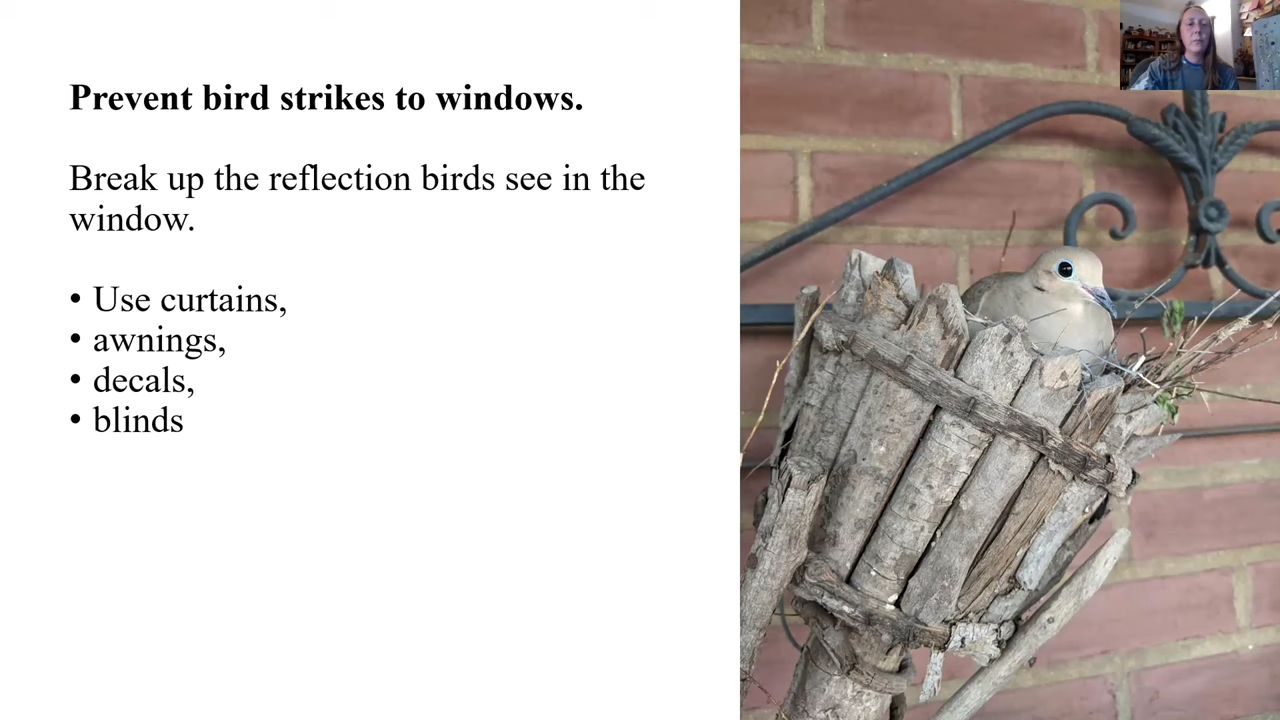 Prevent bird strikes to windows.
Break up the reflection birds see in the
window.
• Use curtains,
• awnings,
• decals,
• blinds